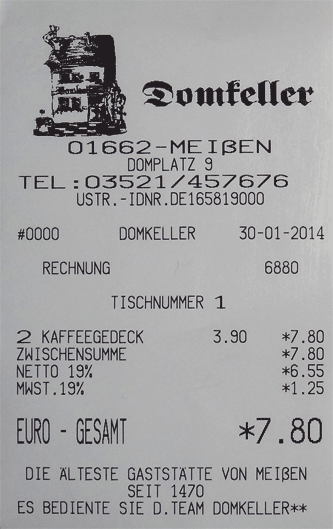 Domkeller
01662-MEIßEN
DOMPLATZ 9
TEL:03521/457676
USTR.-IDNR.DE165819000
#0000 DOMKELLER 30-01-2014
RECHNUNG 6880
TISCHNUMMER 1
2 KAFFEEGEDECK 3.90 *7.80
ZWISCHENSUMME *7.80
NETTO 19% *6.55
MWST.19% *1.25
EURO - GESAMT *7.80
DIE ÄLTESTE GASTSTÄTTE VON MEIßEN
SEIT 1470
ES BEDIENTE SIE D.TEAM DOMKELLER**